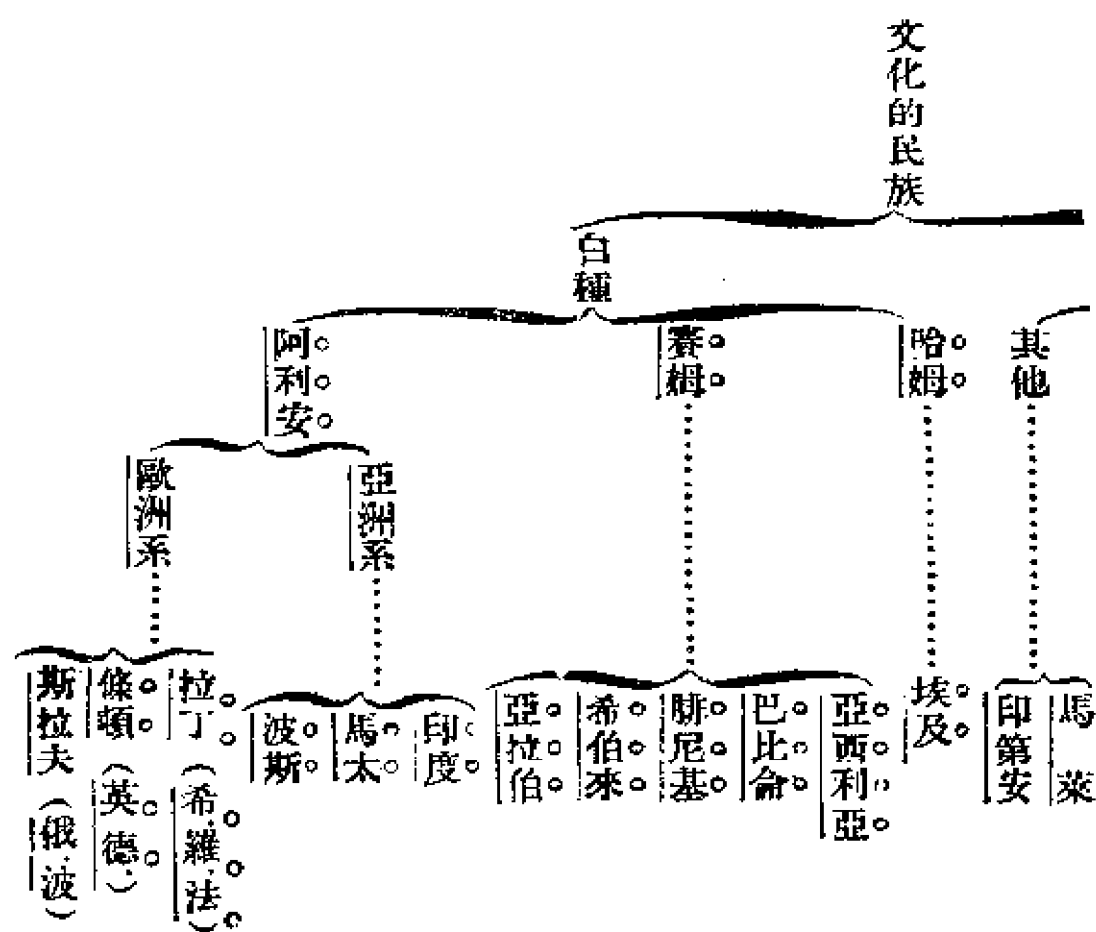 文化的民族
白種
其他
馬萊
印第安
哈姆
埃及
賽姆
亞西利亞
巴比侖
腓尼基
希伯來
亞拉伯
阿利安
亞洲系
印度
馬太
波斯
歐洲系
拉丁(希.羅.法)
條頓(英.德.)
斯拉夫(俄.波)